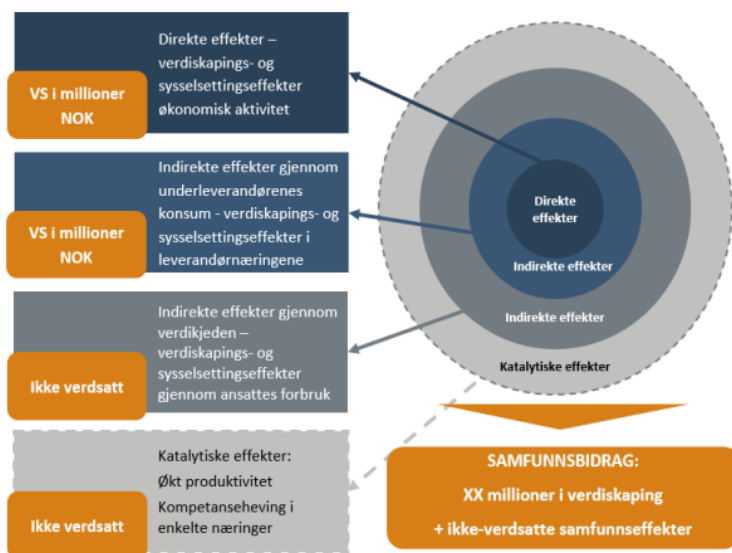 Direkte effekter –
verdiskapings- og
sysselsettingseffekter
økonomisk aktivitet
VS i millioner
NOK
Indirekte effekter gjennom
underleverandørenes
konsum - verdiskapings- og
sysselsettingseffekter i
leverandørnæringene
VS i millioner
NOK
Indirekte effekter gjennom
verdikjeden –
verdiskapings- og
sysselsettingseffekter
gjennom ansattes forbruk
Ikke verdsatt
Katalytiske effekter:
Økt produktivitet
Kompetanseheving i
enkelte næringer
Ikke verdsatt
Direkte
effekter
Indirekte effekter
Indirekte effekter
Katalytiske effekter
SAMFUNNSBIDRAG:
XX millioner i verdiskaping
+ ikke-verdsatte samfunnseffekter